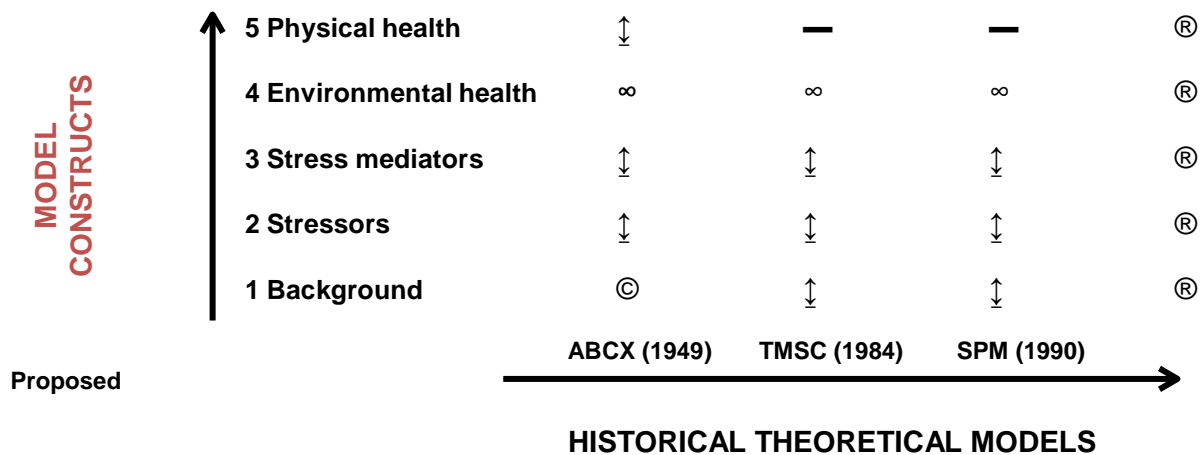 5 Physical health ↨ — — ®
4 Environmental health ∞ ∞ ∞ ®
3 Stress mediators ↨ ↨ ↨ ®
2 Stressors ↨ ↨ ↨ ®
1 Background © ↨ ↨ ®
MODEL
CONSTRUCTS
ABCX (1949) TMSC (1984) SPM (1990)
Proposed
HISTORICAL THEORETICAL MODELS